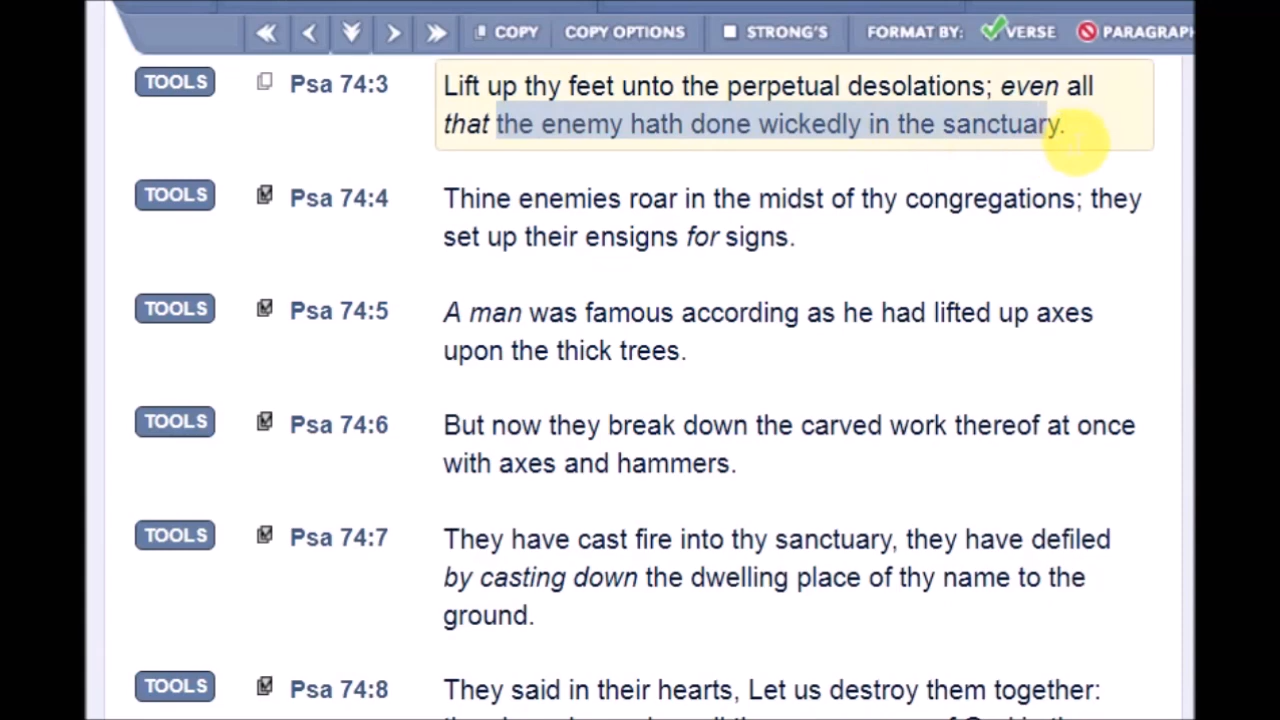 COPY COPY OPTIONS STRONG'S FORMAT BY: VERSE PARAGRAPH
TOOLS Psa 74:3 Lift up thy feet unto the perpetual desolations; even all
that the enemy hath done wickedly in the sanctuary.
TOOLS Psa 74:4 Thine enemies roar in the midst of thy congregations; they
set up their ensigns for signs.
TOOLS Psa 74:5 A man was famous according as he had lifted up axes
upon the thick trees.
TOOLS Psa 74:6 But now they break down the carved work thereof at once
with axes and hammers.
TOOLS Psa 74:7 They have cast fire into thy sanctuary, they have defiled
by casting down the dwelling place of thy name to the
ground.
TOOLS Psa 74:8 They said in their hearts, Let us destroy them together: